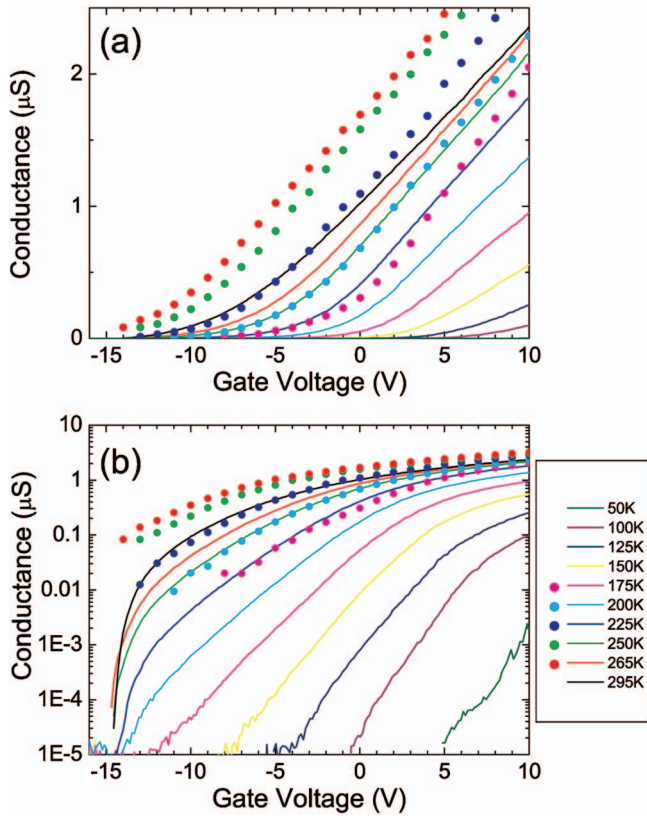 (a)
Conductance (μS)
2
1
0
-15 -10 -5 0 5 10
Gate Voltage (V)
(b)
Conductance (μS)
10
1
0.1
0.01
1E-3
1E-4
1E-5
-15 -10 -5 0 5 10
Gate Voltage (V)
50K
100K
125K
150K
175K
200K
225K
250K
265K
295K